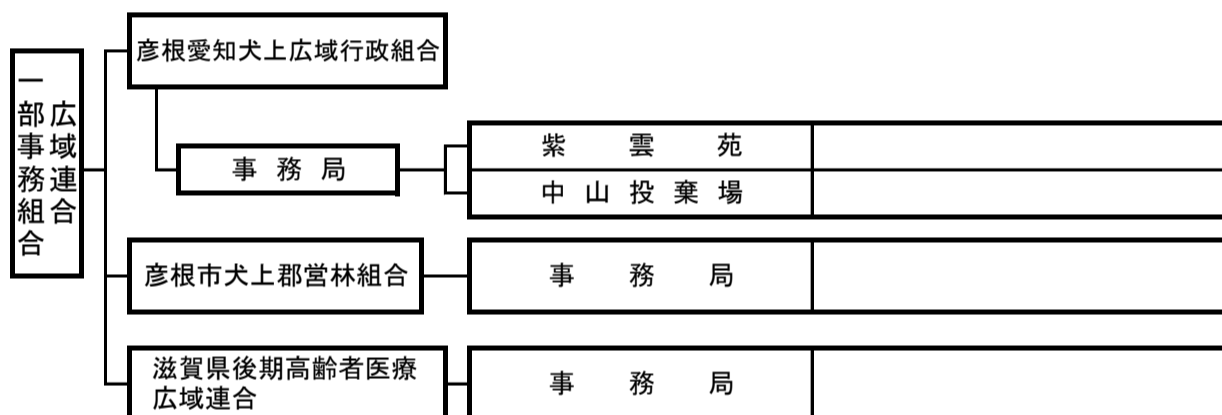 一部事務組合
広域連合
彦根愛知犬上広域行政組合
事務局
紫雲苑
中山投棄場
彦根市犬上郡営林組合
事務局
滋賀県後期高齢者医療
広域連合
事務局